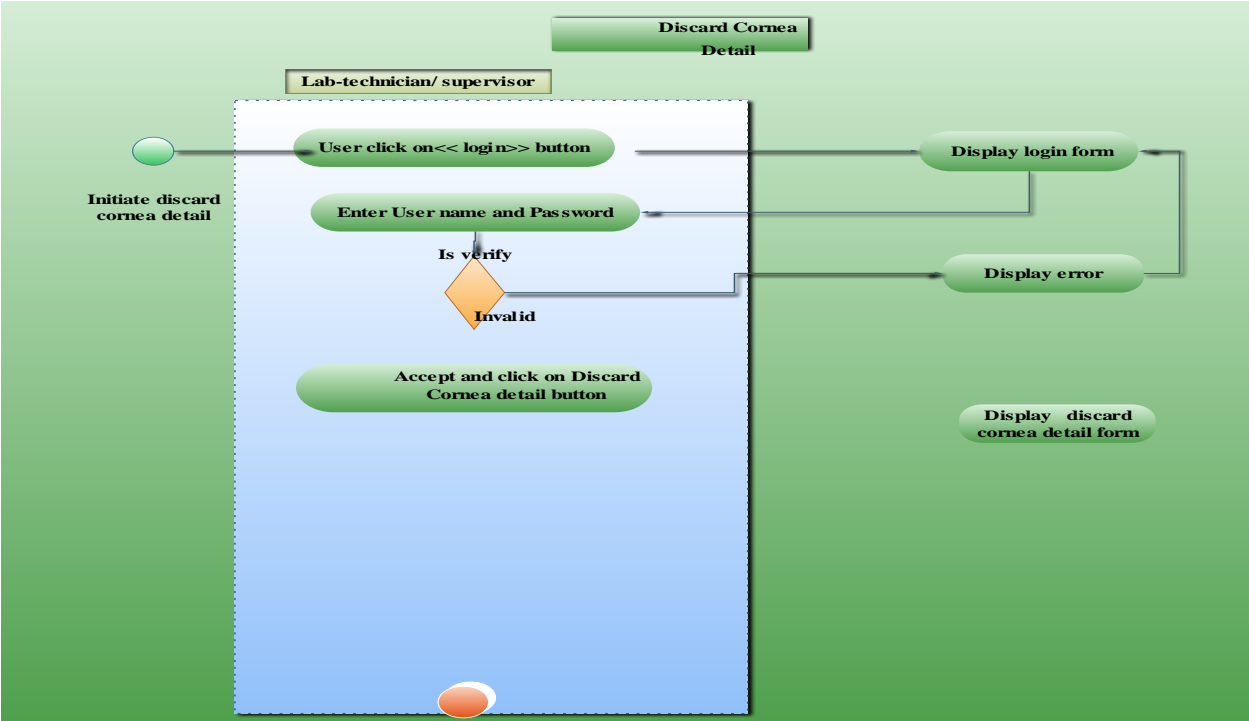 Discard Cornea
Detail
Lab-technician/ supervisor
User click on<< login>> button
Display login form
Initiate discard
cornea detail
Enter User name and Password
Is verify
Display error
Invalid
Accept and click on Discard
Cornea detail button
Display discard
cornea detail form